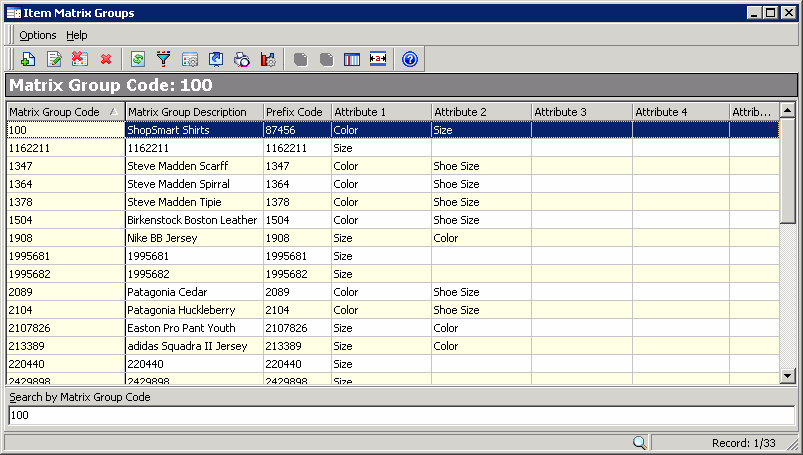 Item Matrix Groups
Options Help
Matrix Group Code: 100
Matrix Group Code Matrix Group Description Prefix Code Attribute 1 Attribute 2 Attribute 3 Attribute 4 Attrib...
100 ShopSmart Shirts 87456 Color Size
1162211 1162211 1162211 Size
1347 Steve Madden Scarff 1347 Color Shoe Size
1364 Steve Madden Spirral 1364 Color Shoe Size
1378 Steve Madden Tipie 1378 Color Shoe Size
1504 Birkenstock Boston Leather 1504 Color Shoe Size
1908 Nike BB Jersey 1908 Size Color
1995681 1995681 1995681 Size
1995682 1995682 1995682 Size
2089 Patagonia Cedar 2089 Color Shoe Size
2104 Patagonia Huckleberry 2104 Color Shoe Size
2107826 Easton Pro Pant Youth 2107826 Size Color
213389 adidas Squadra II Jersey 213389 Size Color
220440 220440 220440 Size
2429898 2429898 2429898 Size
Search by Matrix Group Code
100
Record: 1/33